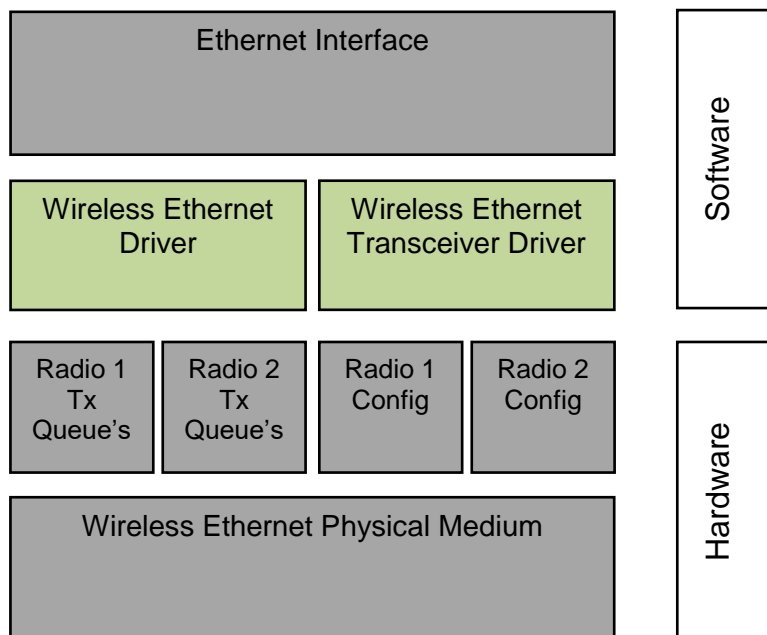 Ethernet Interface
Software
Wireless Ethernet
Driver
Wireless Ethernet
Transceiver Driver
Radio 1
Tx
Queue’s
Radio 2
Tx
Queue’s
Radio 1
Config
Radio 2
Config
Hardware
Wireless Ethernet Physical Medium